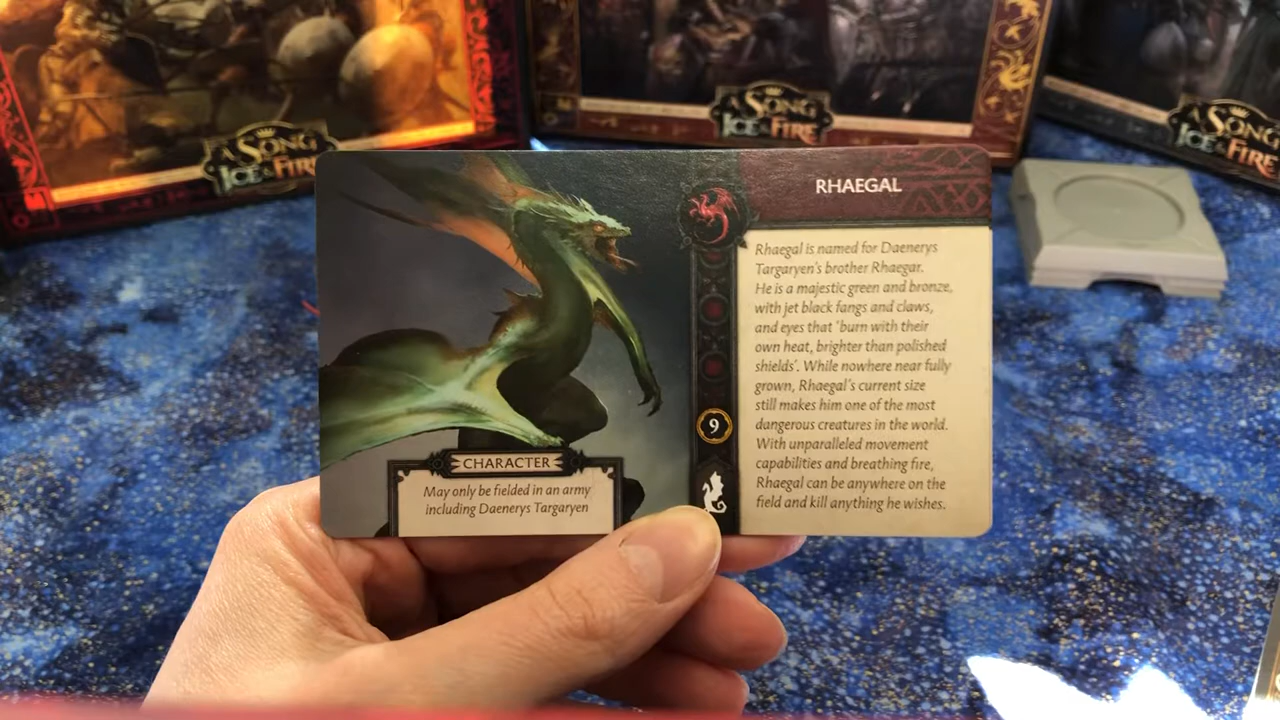 A SONG
OF
ICE & FIRE
A SONG
OF
ICE & FIRE
A SONG
OF
ICE & FIRE
RHAEGAL
Rhaegal is named for Daenerys
Targaryen's brother Rhaegar.
He is a majestic green and bronze,
with jet black fangs and claws,
and eyes that 'burn with their
own heat, brighter than polished
shields'. While nowhere near fully
grown, Rhaegal's current size
still makes him one of the most
dangerous creatures in the world.
With unparalleled movement
capabilities and breathing fire,
Rhaegal can be anywhere on the
field and kill anything he wishes.
9
CHARACTER
May only be fielded in an army
including Daenerys Targaryen